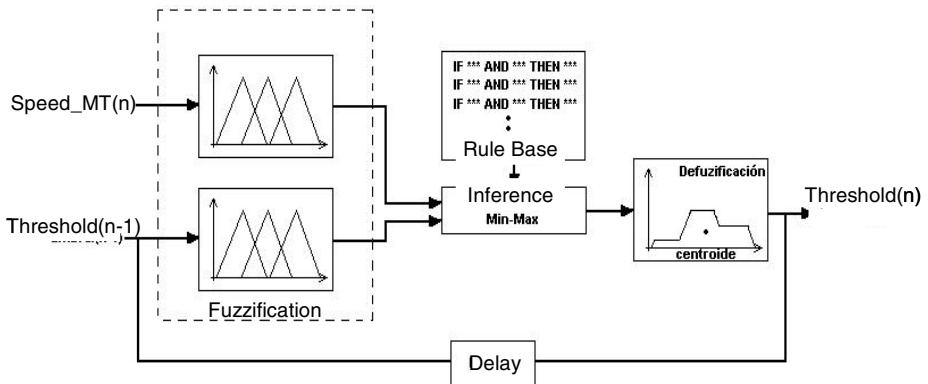 IF *** AND *** THEN ***
IF *** AND *** THEN ***
IF *** AND *** THEN ***
Rule Base
Speed_MT(n)
Threshold(n-1)
Fuzzification
Inference
Min-Max
Defuzificación
centroide
Threshold(n)
Delay